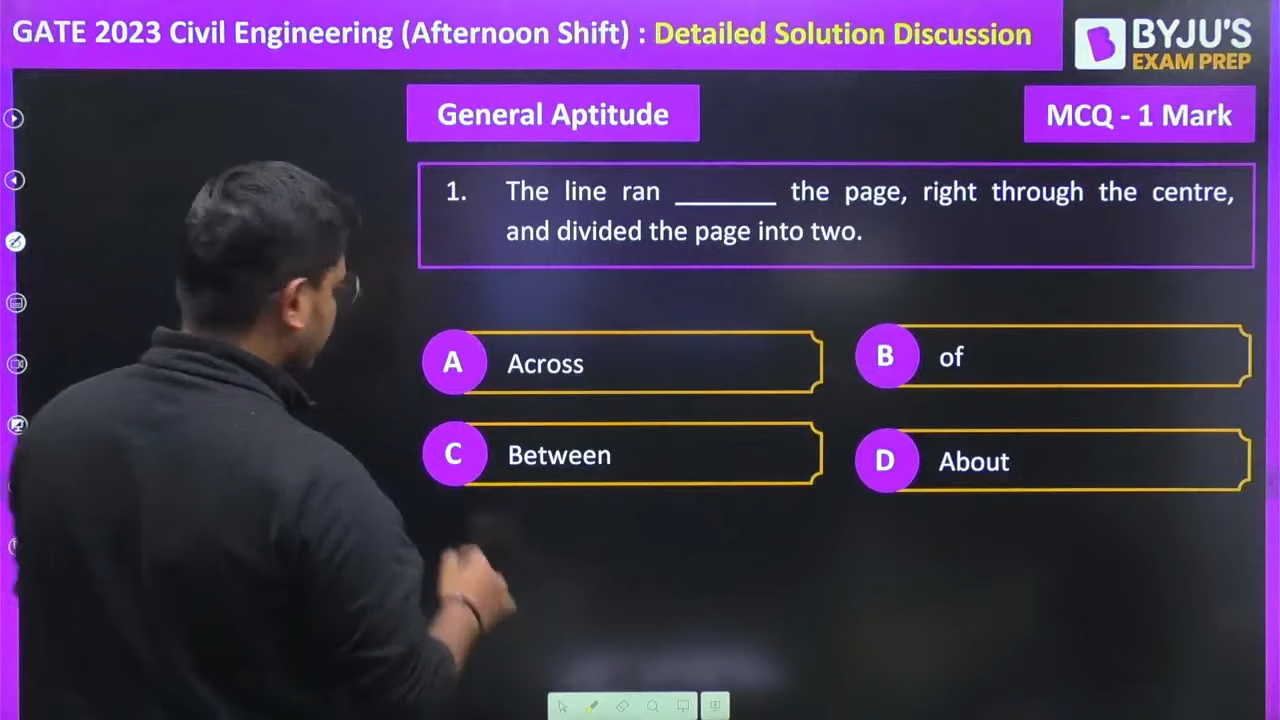 GATE 2023 Civil Engineering (Afternoon Shift) : Detailed Solution Discussion
BYJU'S
EXAM PREP
General Aptitude
MCQ - 1 Mark
1. The line ran _______ the page, right through the centre,
and divided the page into two.
A Across
B of
C Between
D About